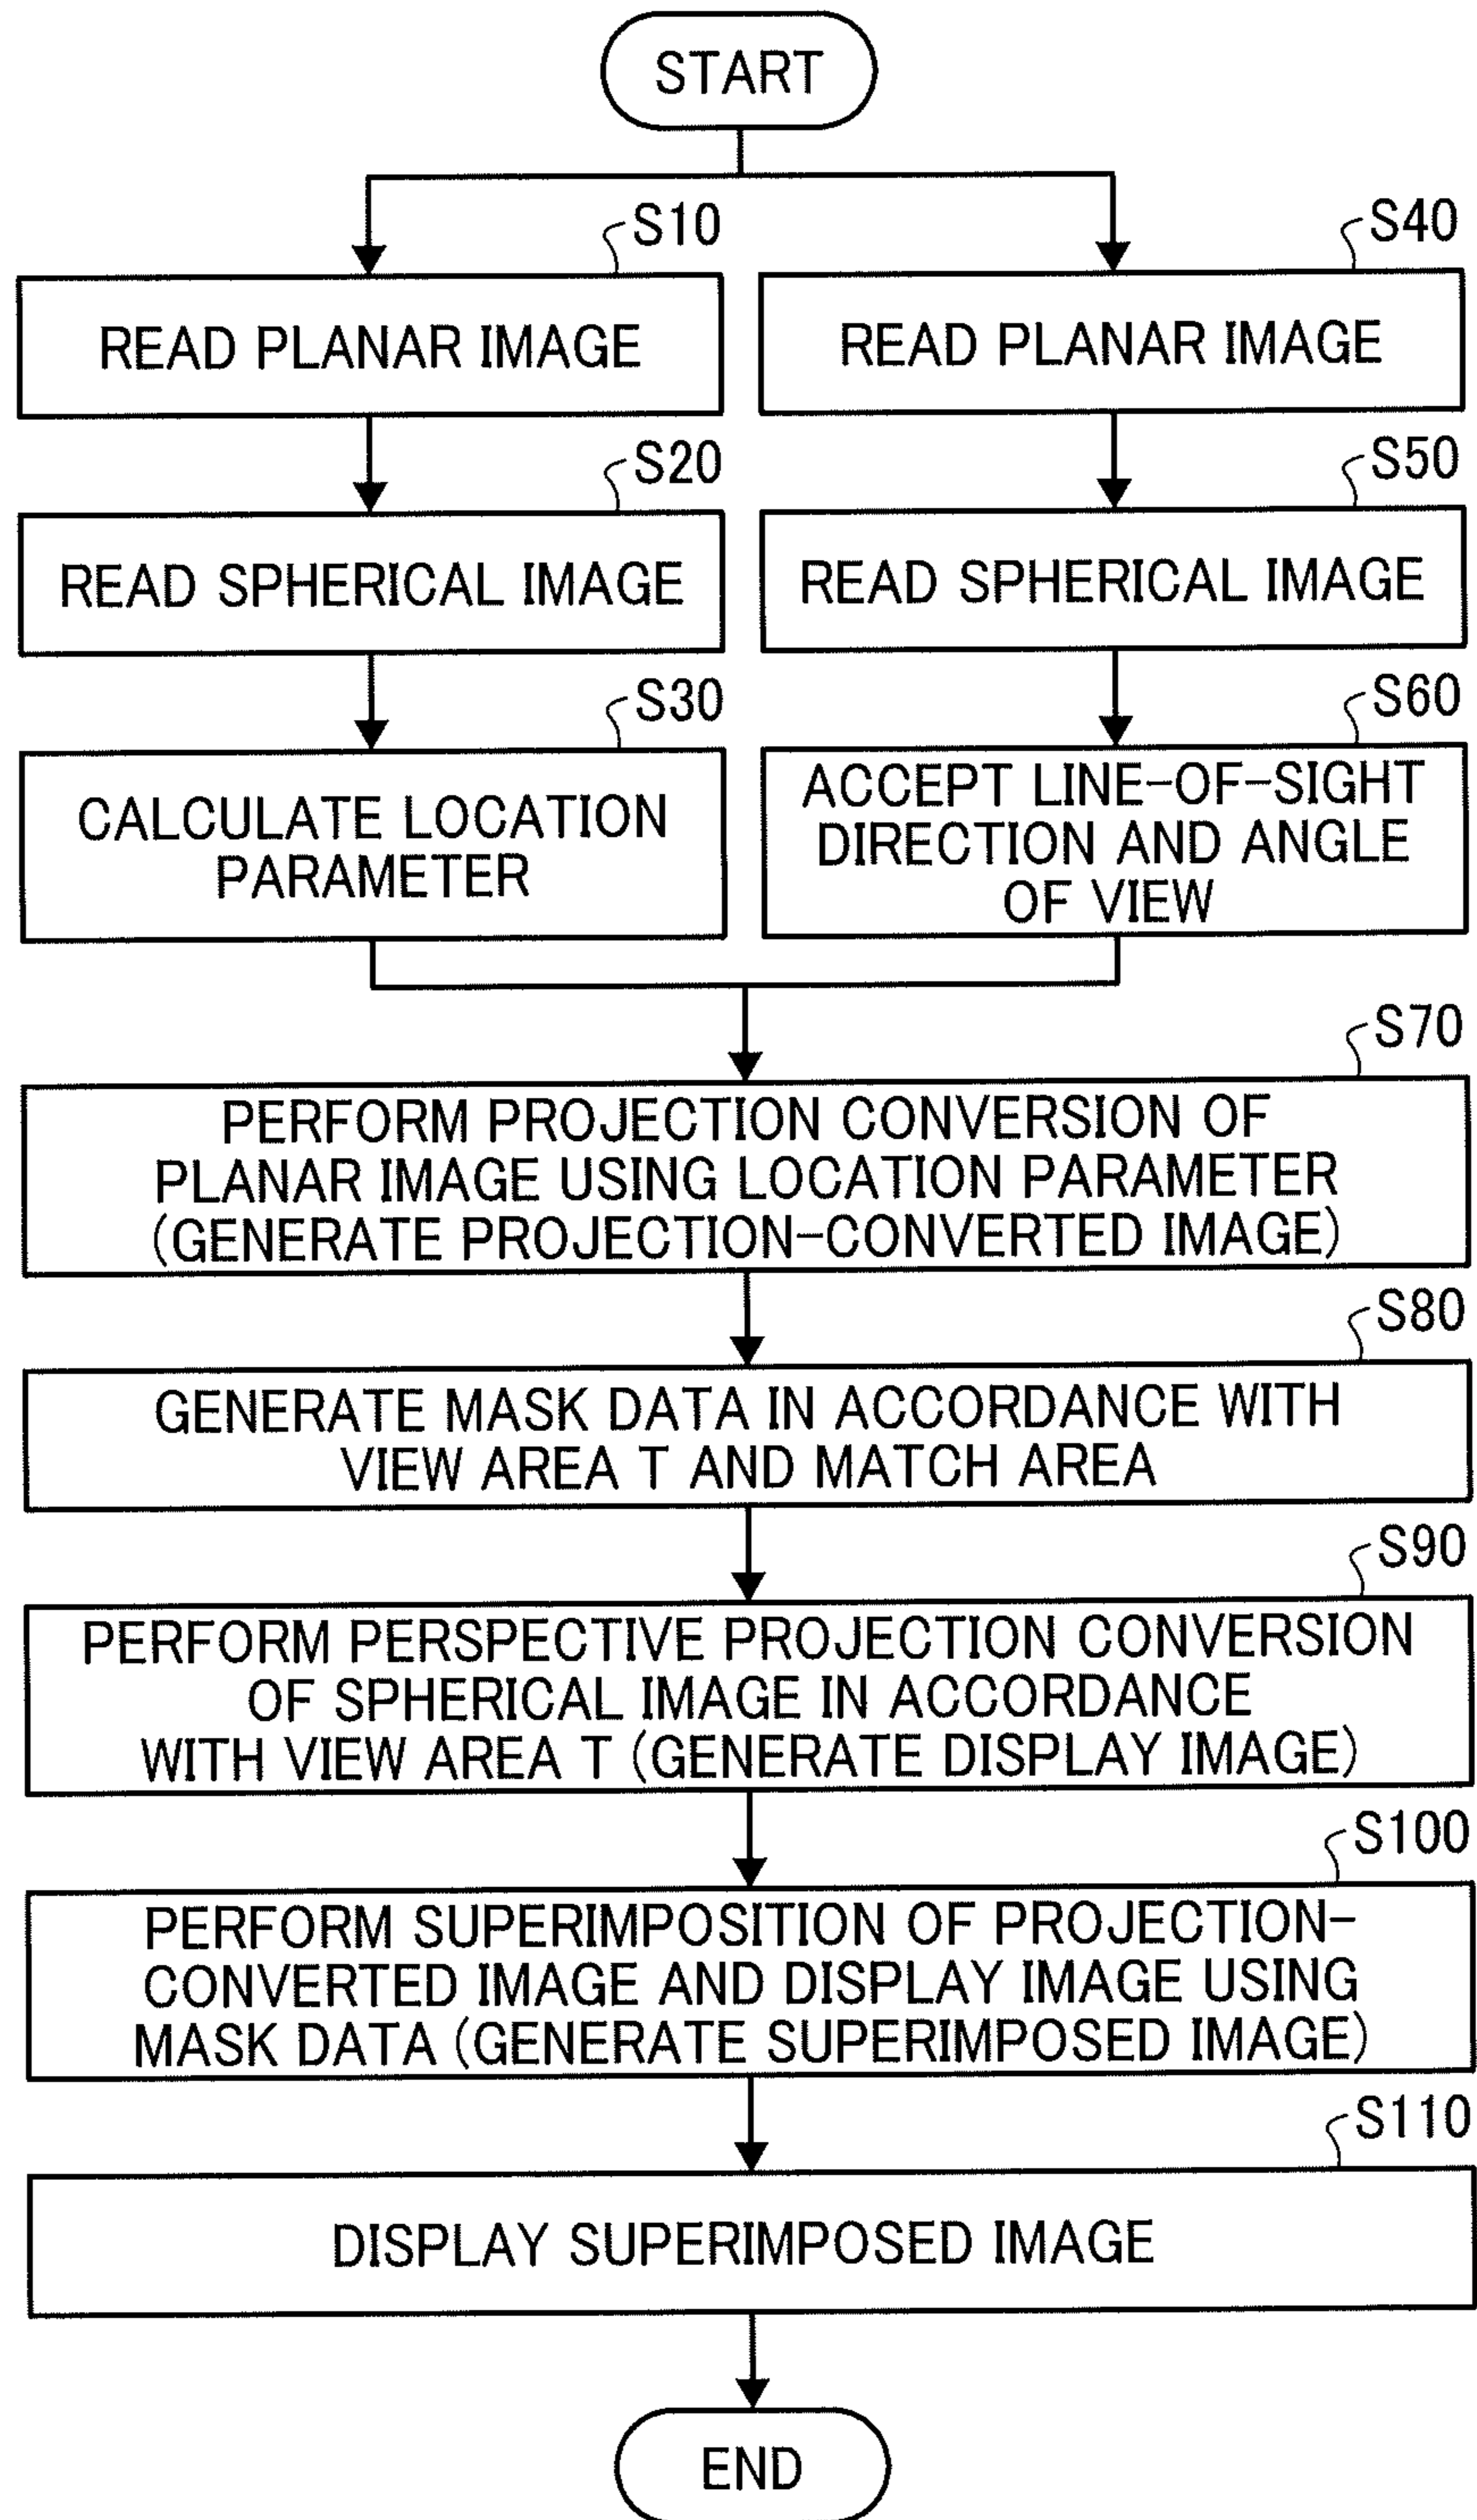 START
S10
READ PLANAR IMAGE
S20
READ SPHERICAL IMAGE
S30
CALCULATE LOCATION
PARAMETER
S40
READ PLANAR IMAGE
S50
READ SPHERICAL IMAGE
S60
ACCEPT LINE-OF-SIGHT
DIRECTION AND ANGLE
OF VIEW
S70
PERFORM PROJECTION CONVERSION OF
PLANAR IMAGE USING LOCATION PARAMETER
(GENERATE PROJECTION-CONVERTED IMAGE)
S80
GENERATE MASK DATA IN ACCORDANCE WITH
VIEW AREA T AND MATCH AREA
S90
PERFORM PERSPECTIVE PROJECTION CONVERSION
OF SPHERICAL IMAGE IN ACCORDANCE
WITH VIEW AREA T (GENERATE DISPLAY IMAGE)
S100
PERFORM SUPERIMPOSITION OF PROJECTION-
CONVERTED IMAGE AND DISPLAY IMAGE USING
MASK DATA (GENERATE SUPERIMPOSED IMAGE)
S110
DISPLAY SUPERIMPOSED IMAGE
END